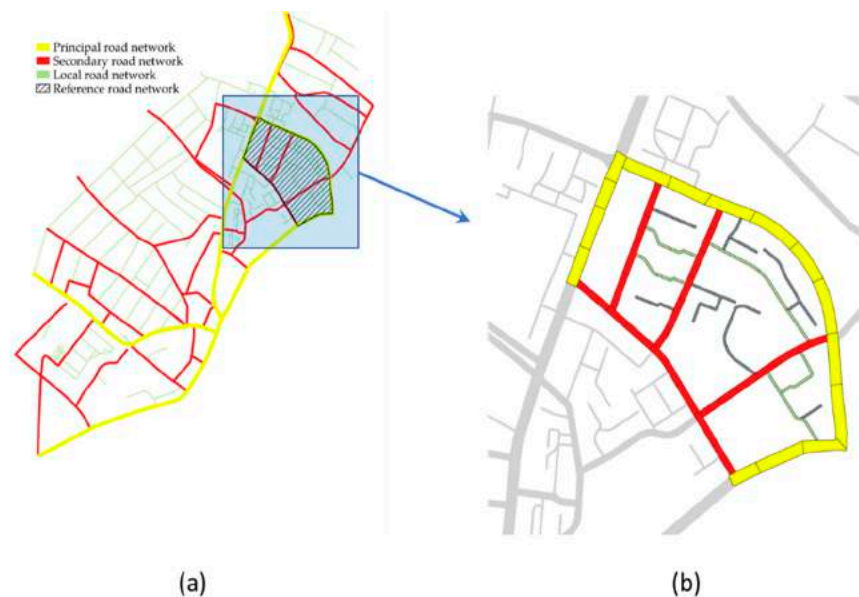 Principal road network
Secondary road network
Local road network
Reference road network
(a)
(b)